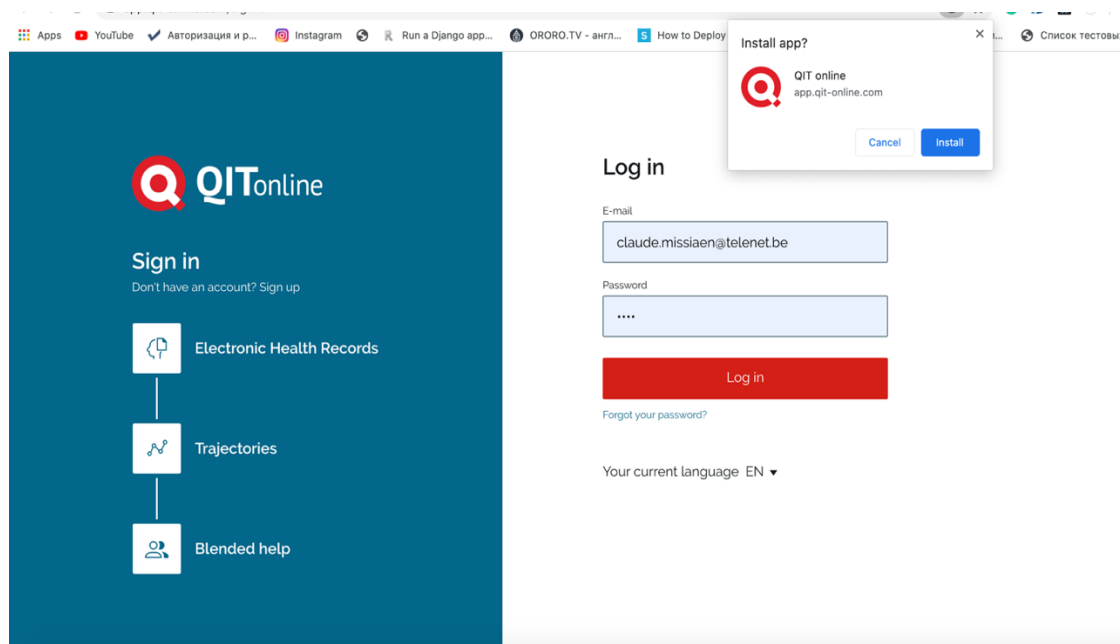 Apps YouTube Авторизация и р... Instagram Run a Django app... ORORO.TV - англ... How to Deploy Список тестовых
Install app?
QIT online
app.qit-online.com
Cancel Install
QITonline
Sign in
Don't have an account? Sign up
Electronic Health Records
Trajectories
Blended help
Log in
E-mail
claude.missiaen@telenet.be
Password
••••
Log in
Forgot your password?
Your current language EN